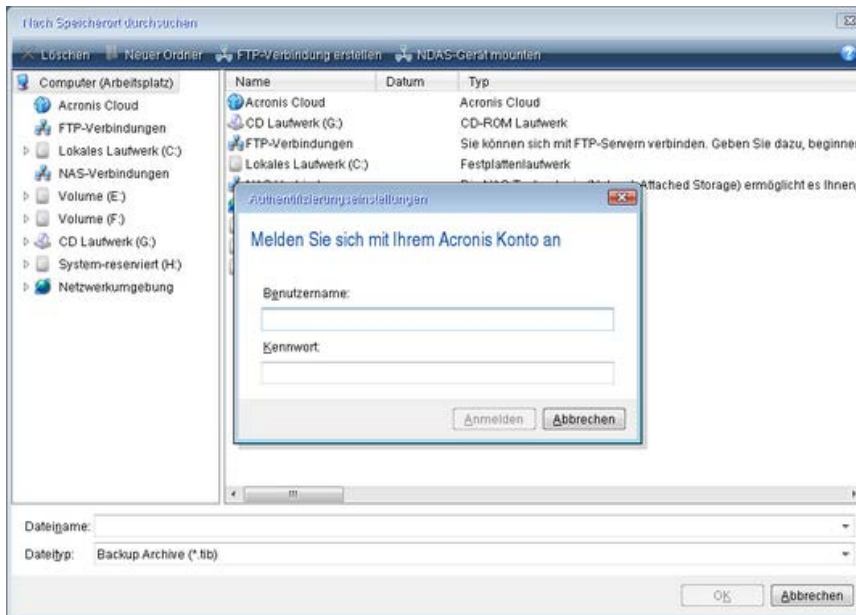 Nach Speicherort durchsuchen
Löschen Neuer Ordner FTP-Verbindung erstellen NDAS-Gerät mounten
Computer (Arbeitsplatz)
Acronis Cloud
FTP-Verbindungen
Lokales Laufwerk (C:)
NAS-Verbindungen
Volume (E:)
Volume (F:)
CD Laufwerk (G:)
System-reserviert (H:)
Netzwerkumgebung
Name Datum Typ
Acronis Cloud Acronis Cloud
CD Laufwerk (G:) CD-ROM Laufwerk
FTP-Verbindungen Sie können sich mit FTP-Servern verbinden. Geben Sie dazu, beginnen
Lokales Laufwerk (C:) Festplattenlaufwerk
Attached Storage) ermöglicht es Ihnen,
Authentifizierungseinstellungen
Melden Sie sich mit Ihrem Acronis Konto an
Benutzername:
Kennwort:
Anmelden Abbrechen
Dateiname:
Dateityp: Backup Archive (*.tib)
OK Abbrechen